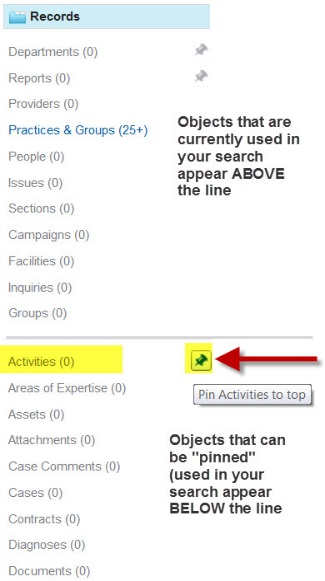 Records
Departments (0)
Reports (0)
Providers (0)
Practices & Groups (25+)
Objects that are
currently used in
your search
appear ABOVE
the line
People (0)
Issues (0)
Sections (0)
Campaigns (0)
Facilities (0)
Inquiries (0)
Groups (0)
Activities (0)
Pin Activities to top
Areas of Expertise (0)
Assets (0)
Attachments (0)
Objects that can
be "pinned"
(used in your
search appear
BELOW the line
Case Comments (0)
Cases (0)
Contracts (0)
Diagnoses (0)
Documents (0)